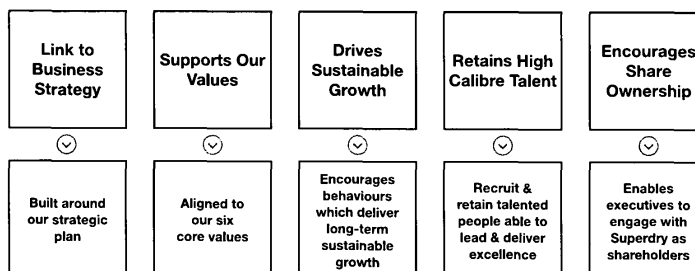 Link to
Business
Strategy
Supports Our
Values
Drives
Sustainable
Growth
Retains High
Calibre Talent
Encourages
Share
Ownership
Built around
our strategic
plan
Aligned to
our six
core values
Encourages
behaviours
which deliver
long-term
sustainable
growth
Recruit &
retain talented
people able to
lead & deliver
excellence
Enables
executives to
engage with
Superdry as
shareholders